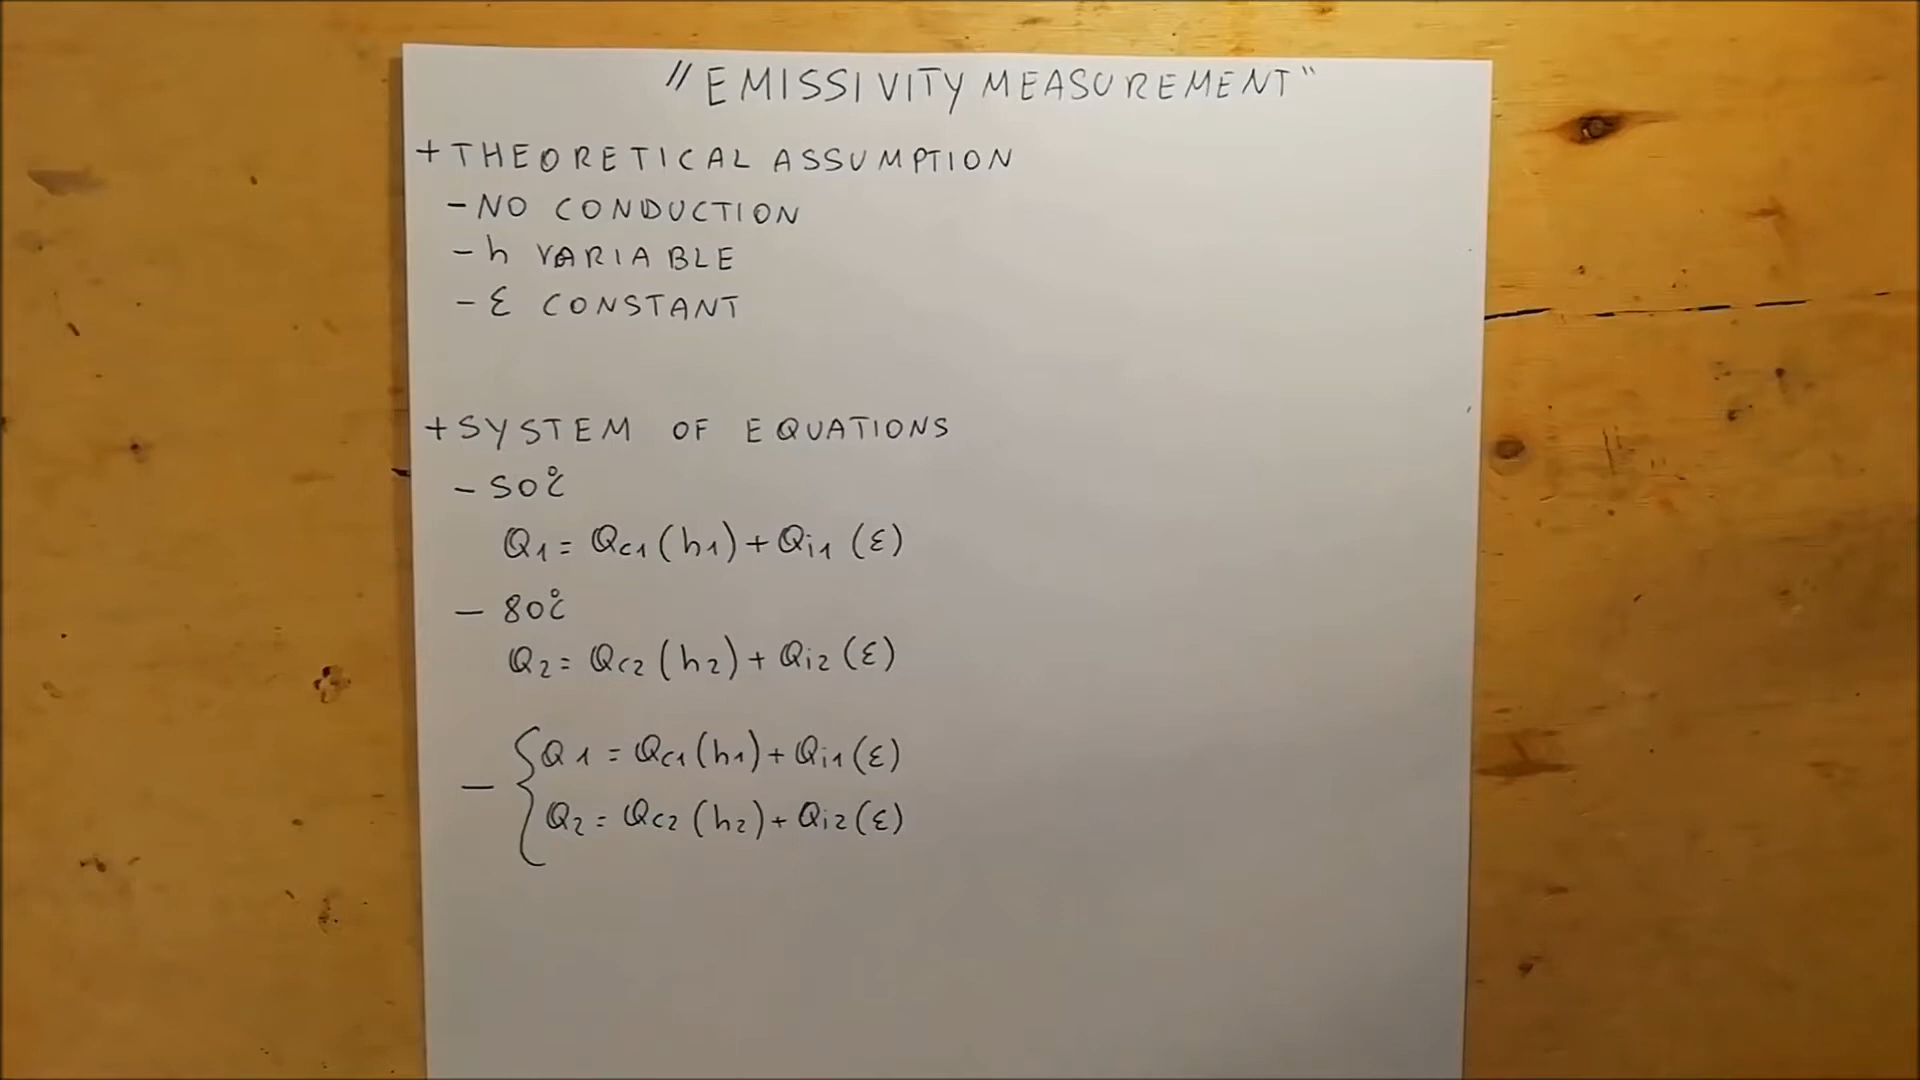 "EMISSIVITY MEASUREMENT"
+ THEORETICAL ASSUMPTION
- NO CONDUCTION
- h VARIABLE
- ε CONSTANT
+ SYSTEM OF EQUATIONS
- 50°C
Q1 = Qc1 (h1) + Qi1 (ε)
- 80°C
Q2 = Qc2 (h2) + Qi2 (ε)
- { Q1 = Qc1 (h1) + Qi1 (ε)
Q2 = Qc2 (h2) + Qi2 (ε)